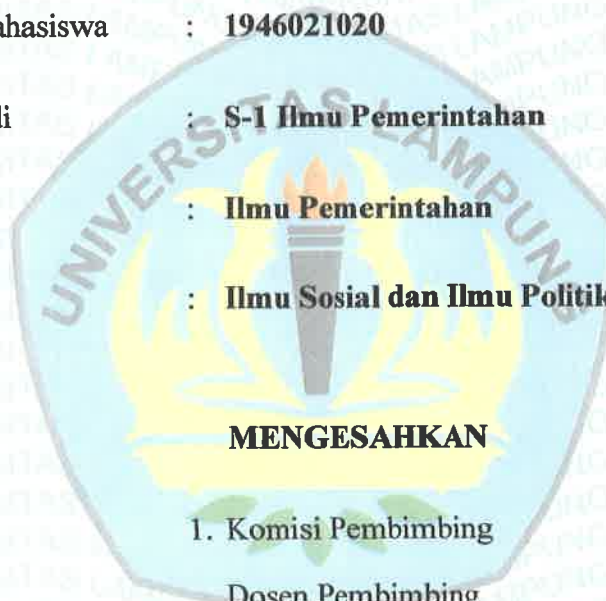 ahasiswa : 1946021020
di : S-1 Ilmu Pemerintahan
: Ilmu Pemerintahan
: Ilmu Sosial dan Ilmu Politik
UNIVERSITAS LAMPUNG
MENGESAHKAN
1. Komisi Pembimbing
Dosen Pembimbing